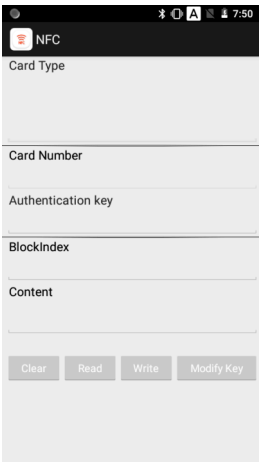 A 7:50
NFC
Card Type
Card Number
Authentication key
BlockIndex
Content
Clear Read Write Modify Key